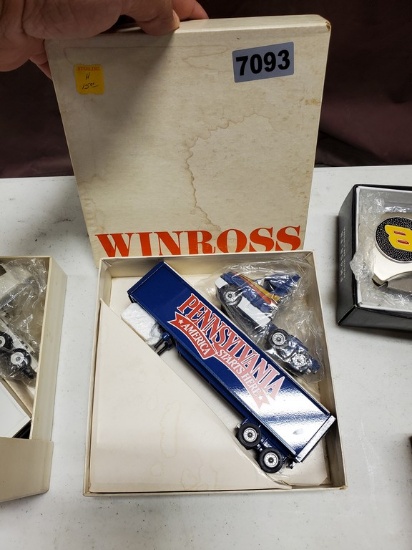 7093
WINROSS
PENNSYLVANIA
AMERICA STARTS HERE